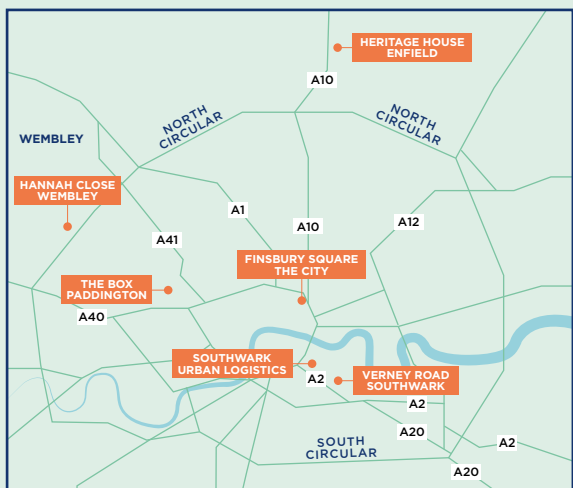 HERITAGE HOUSE
ENFIELD
A10
NORTH
CIRCULAR
NORTH
CIRCULAR
WEMBLEY
HANNAH CLOSE
WEMBLEY
A1
A10
A12
A41
FINSBURY SQUARE
THE CITY
THE BOX
PADDINGTON
A40
SOUTHWARK
URBAN LOGISTICS
A2
VERNEY ROAD
SOUTHWARK
A2
A20
SOUTH
CIRCULAR
A2
A20